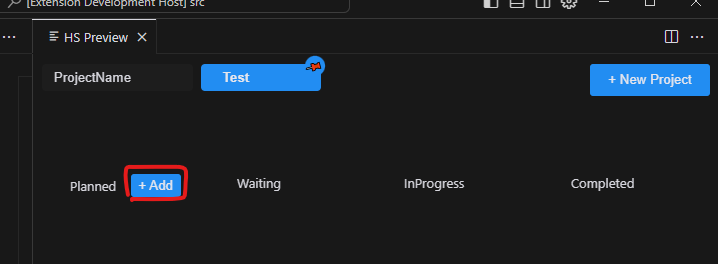 [Extension Development Host] src
HS Preview
ProjectName
Test
+ New Project
Planned
+ Add
Waiting
InProgress
Completed